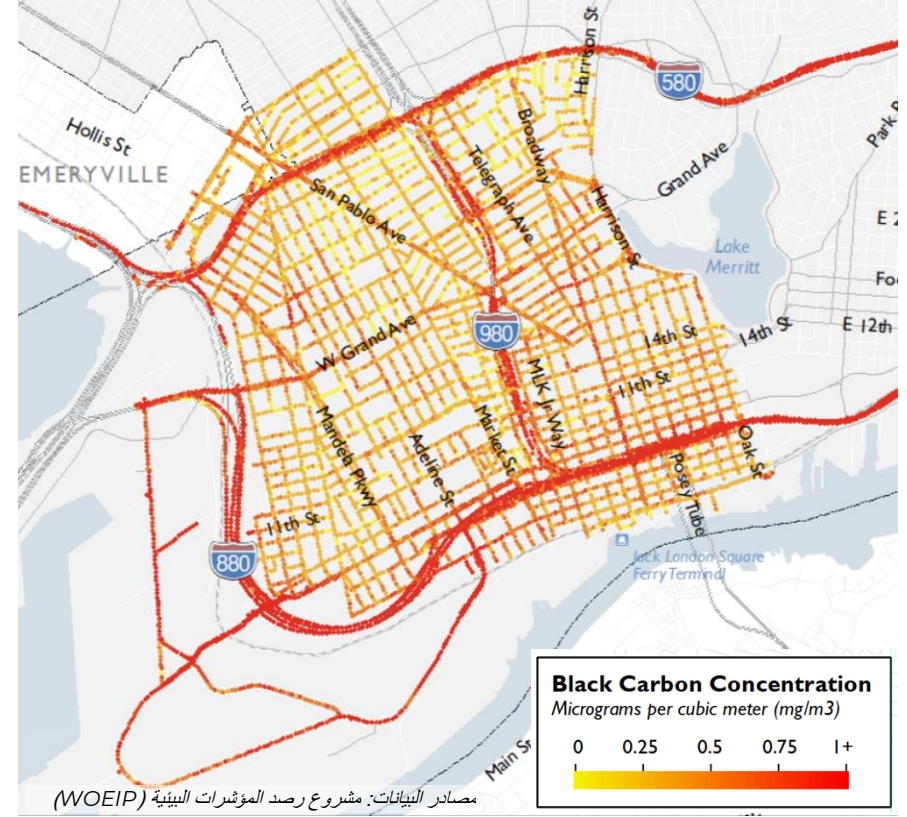 Harrison St
580
Hollis St
EMERYVILLE
Broadway
Park B
Telegraph Ave
Grand Ave
San Pablo Ave
Harrison St
E 2
Lake
Merritt
Foo
980
W Grand Ave
14th St
14th St
E 12th
MLK Jr Way
11th St
Mandela Pkwy
Adeline St
Market St
Oak St
Posey Tube
11th St
880
Jack London Square
Ferry Terminal
Black Carbon Concentration
Micrograms per cubic meter (mg/m3)
0 0.25 0.5 0.75 1+
Main St
مصادر البيانات: مشروع رصد المؤشرات البيئية (WOEIP)